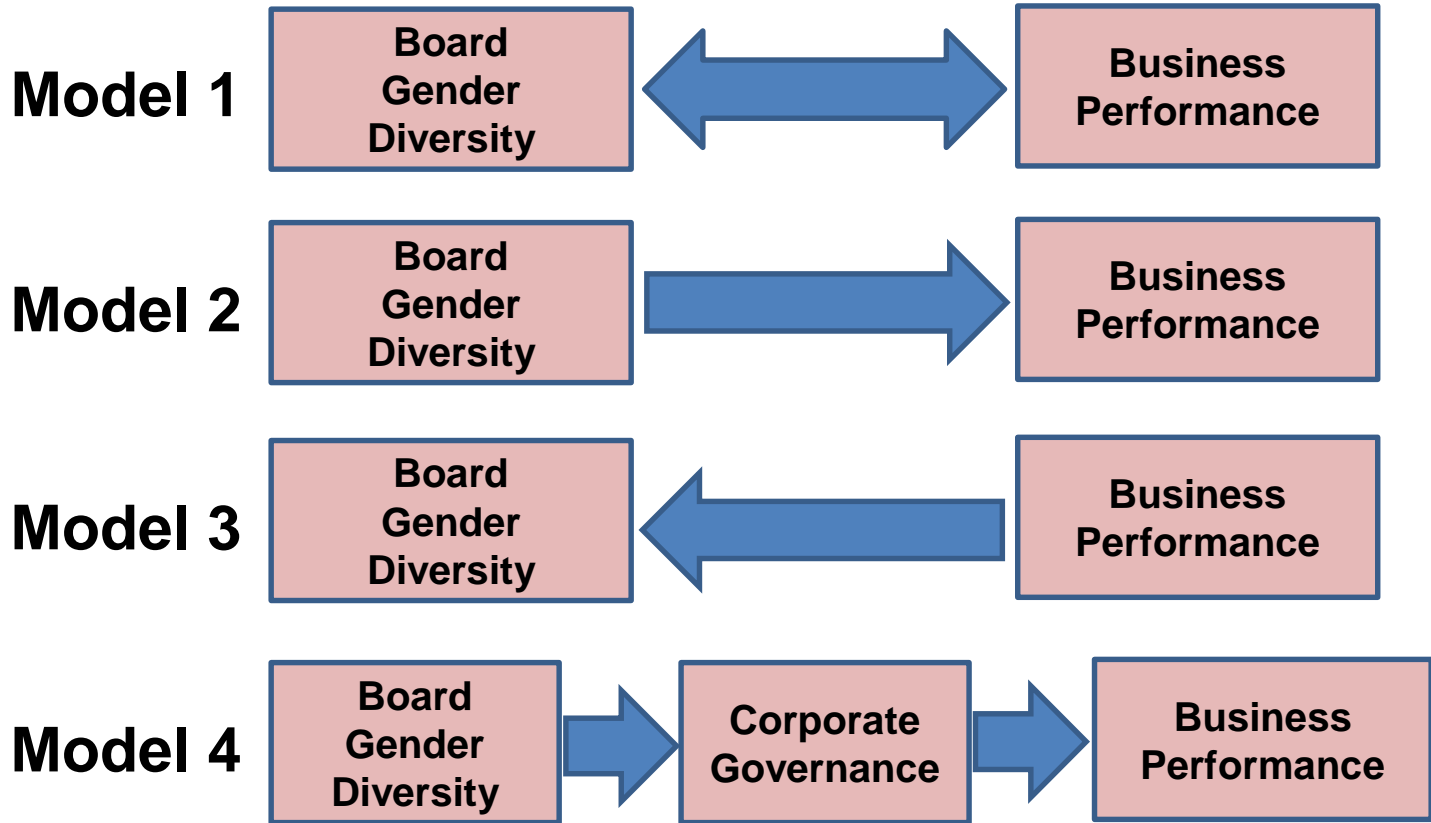 Model 1
Board
Gender
Diversity
Business
Performance
Model 2
Board
Gender
Diversity
Business
Performance
Model 3
Board
Gender
Diversity
Business
Performance
Model 4
Board
Gender
Diversity
Corporate
Governance
Business
Performance